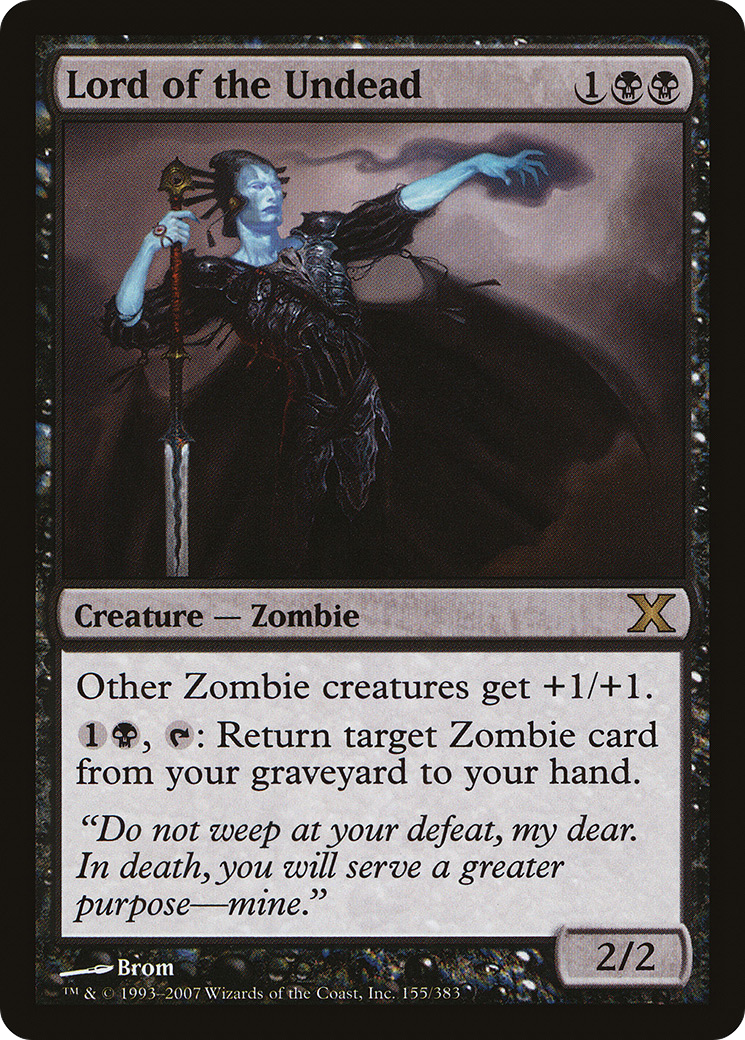 Lord of the Undead 1
Creature — Zombie X
Other Zombie creatures get +1/+1.
1, : Return target Zombie card
from your graveyard to your hand.
“Do not weep at your defeat, my dear.
In death, you will serve a greater
purpose—mine.”
2/2
Brom
™ & © 1993–2007 Wizards of the Coast, Inc. 155/383